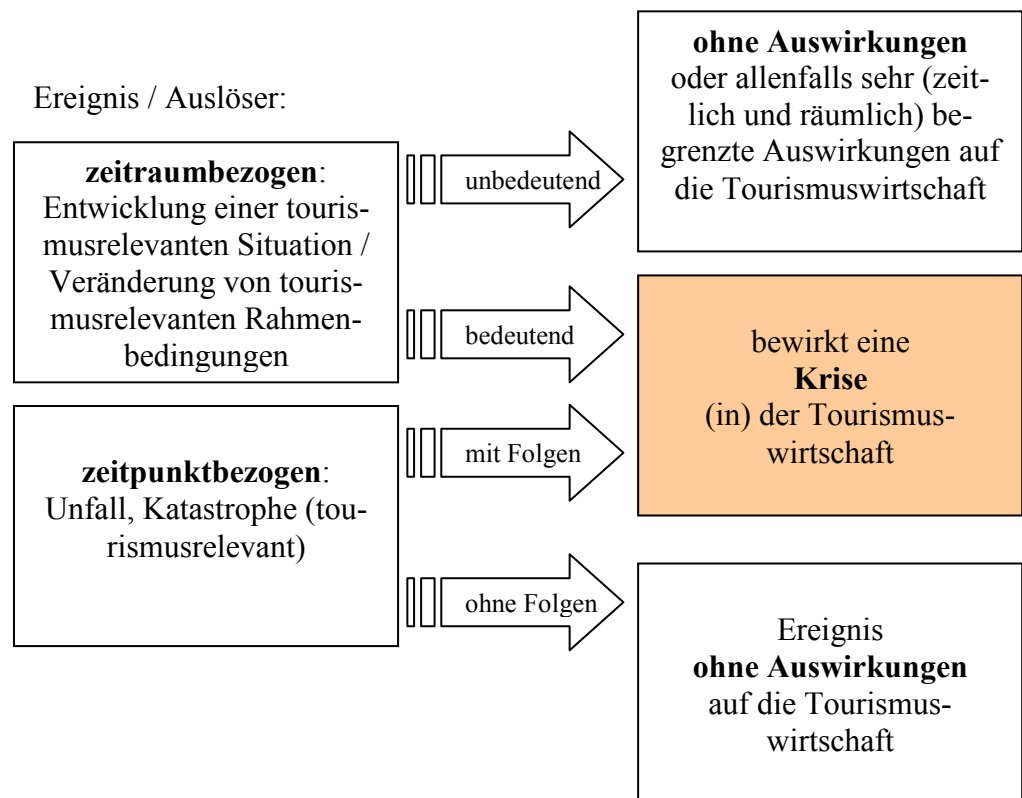 Ereignis / Auslöser:
zeitraumbezogen:
Entwicklung einer touris-
musrelevanten Situation /
Veränderung von touris-
musrelevanten Rahmen-
bedingungen
unbedeutend
ohne Auswirkungen
oder allenfalls sehr (zeit-
lich und räumlich) be-
grenzte Auswirkungen auf
die Tourismuswirtschaft
bedeutend
bewirkt eine
Krise
(in) der Tourismus-
wirtschaft
zeitpunktbezogen:
Unfall, Katastrophe (tou-
rismusrelevant)
mit Folgen
ohne Folgen
Ereignis
ohne Auswirkungen
auf die Tourismus-
wirtschaft